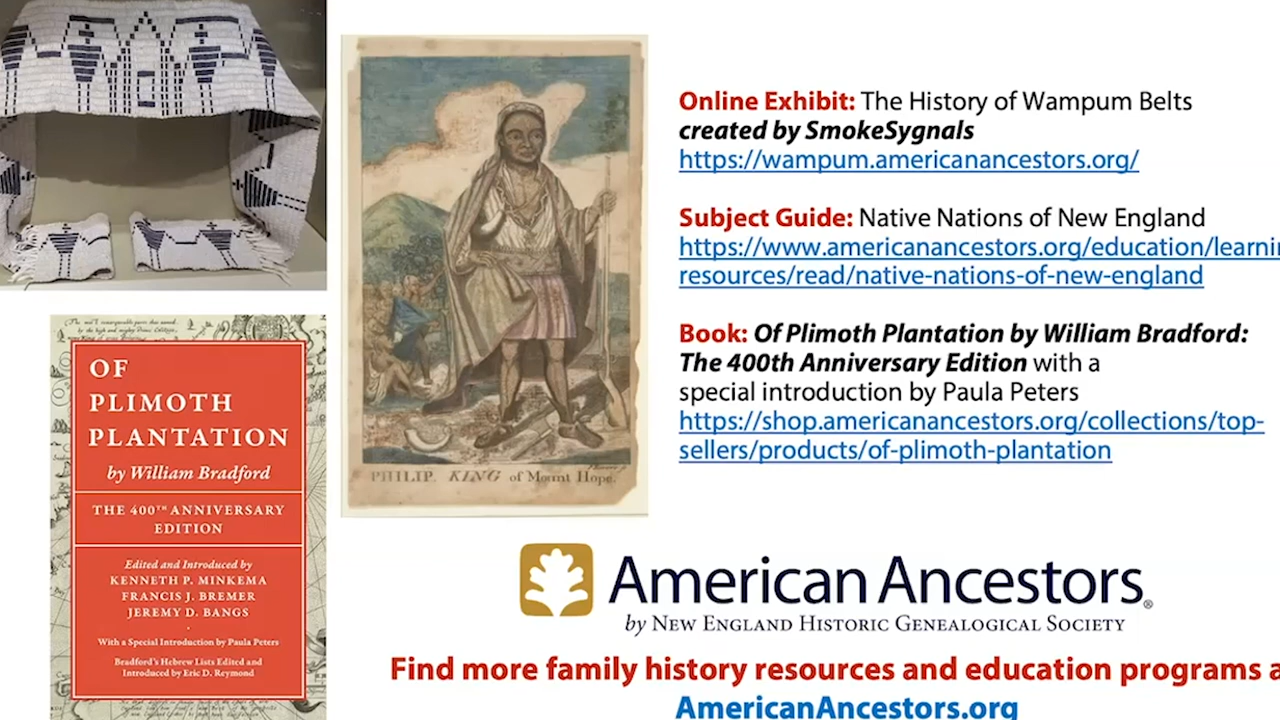 Online Exhibit: The History of Wampum Belts
created by SmokeSygnals
https://wampum.americanancestors.org/
Subject Guide: Native Nations of New England
https://www.americanancestors.org/education/learni
resources/read/native-nations-of-new-england
Book: Of Plimoth Plantation by William Bradford:
The 400th Anniversary Edition with a
special introduction by Paula Peters
https://shop.americanancestors.org/collections/top-
sellers/products/of-plimoth-plantation
PHILIP. KING of Mount Hope.
OF
PLIMOTH
PLANTATION
by William Bradford
THE 400TH ANNIVERSARY
EDITION
Edited and Introduced by
KENNETH P. MINKEMA
FRANCIS J. BREMER
JEREMY D. BANGS
With a Special Introduction by Paula Peters
Bradford's Hebrew Lists Edited and
Introduced by Eric D. Reymond
American Ancestors®
by NEW ENGLAND HISTORIC GENEALOGICAL SOCIETY
Find more family history resources and education programs a
AmericanAncestors.org